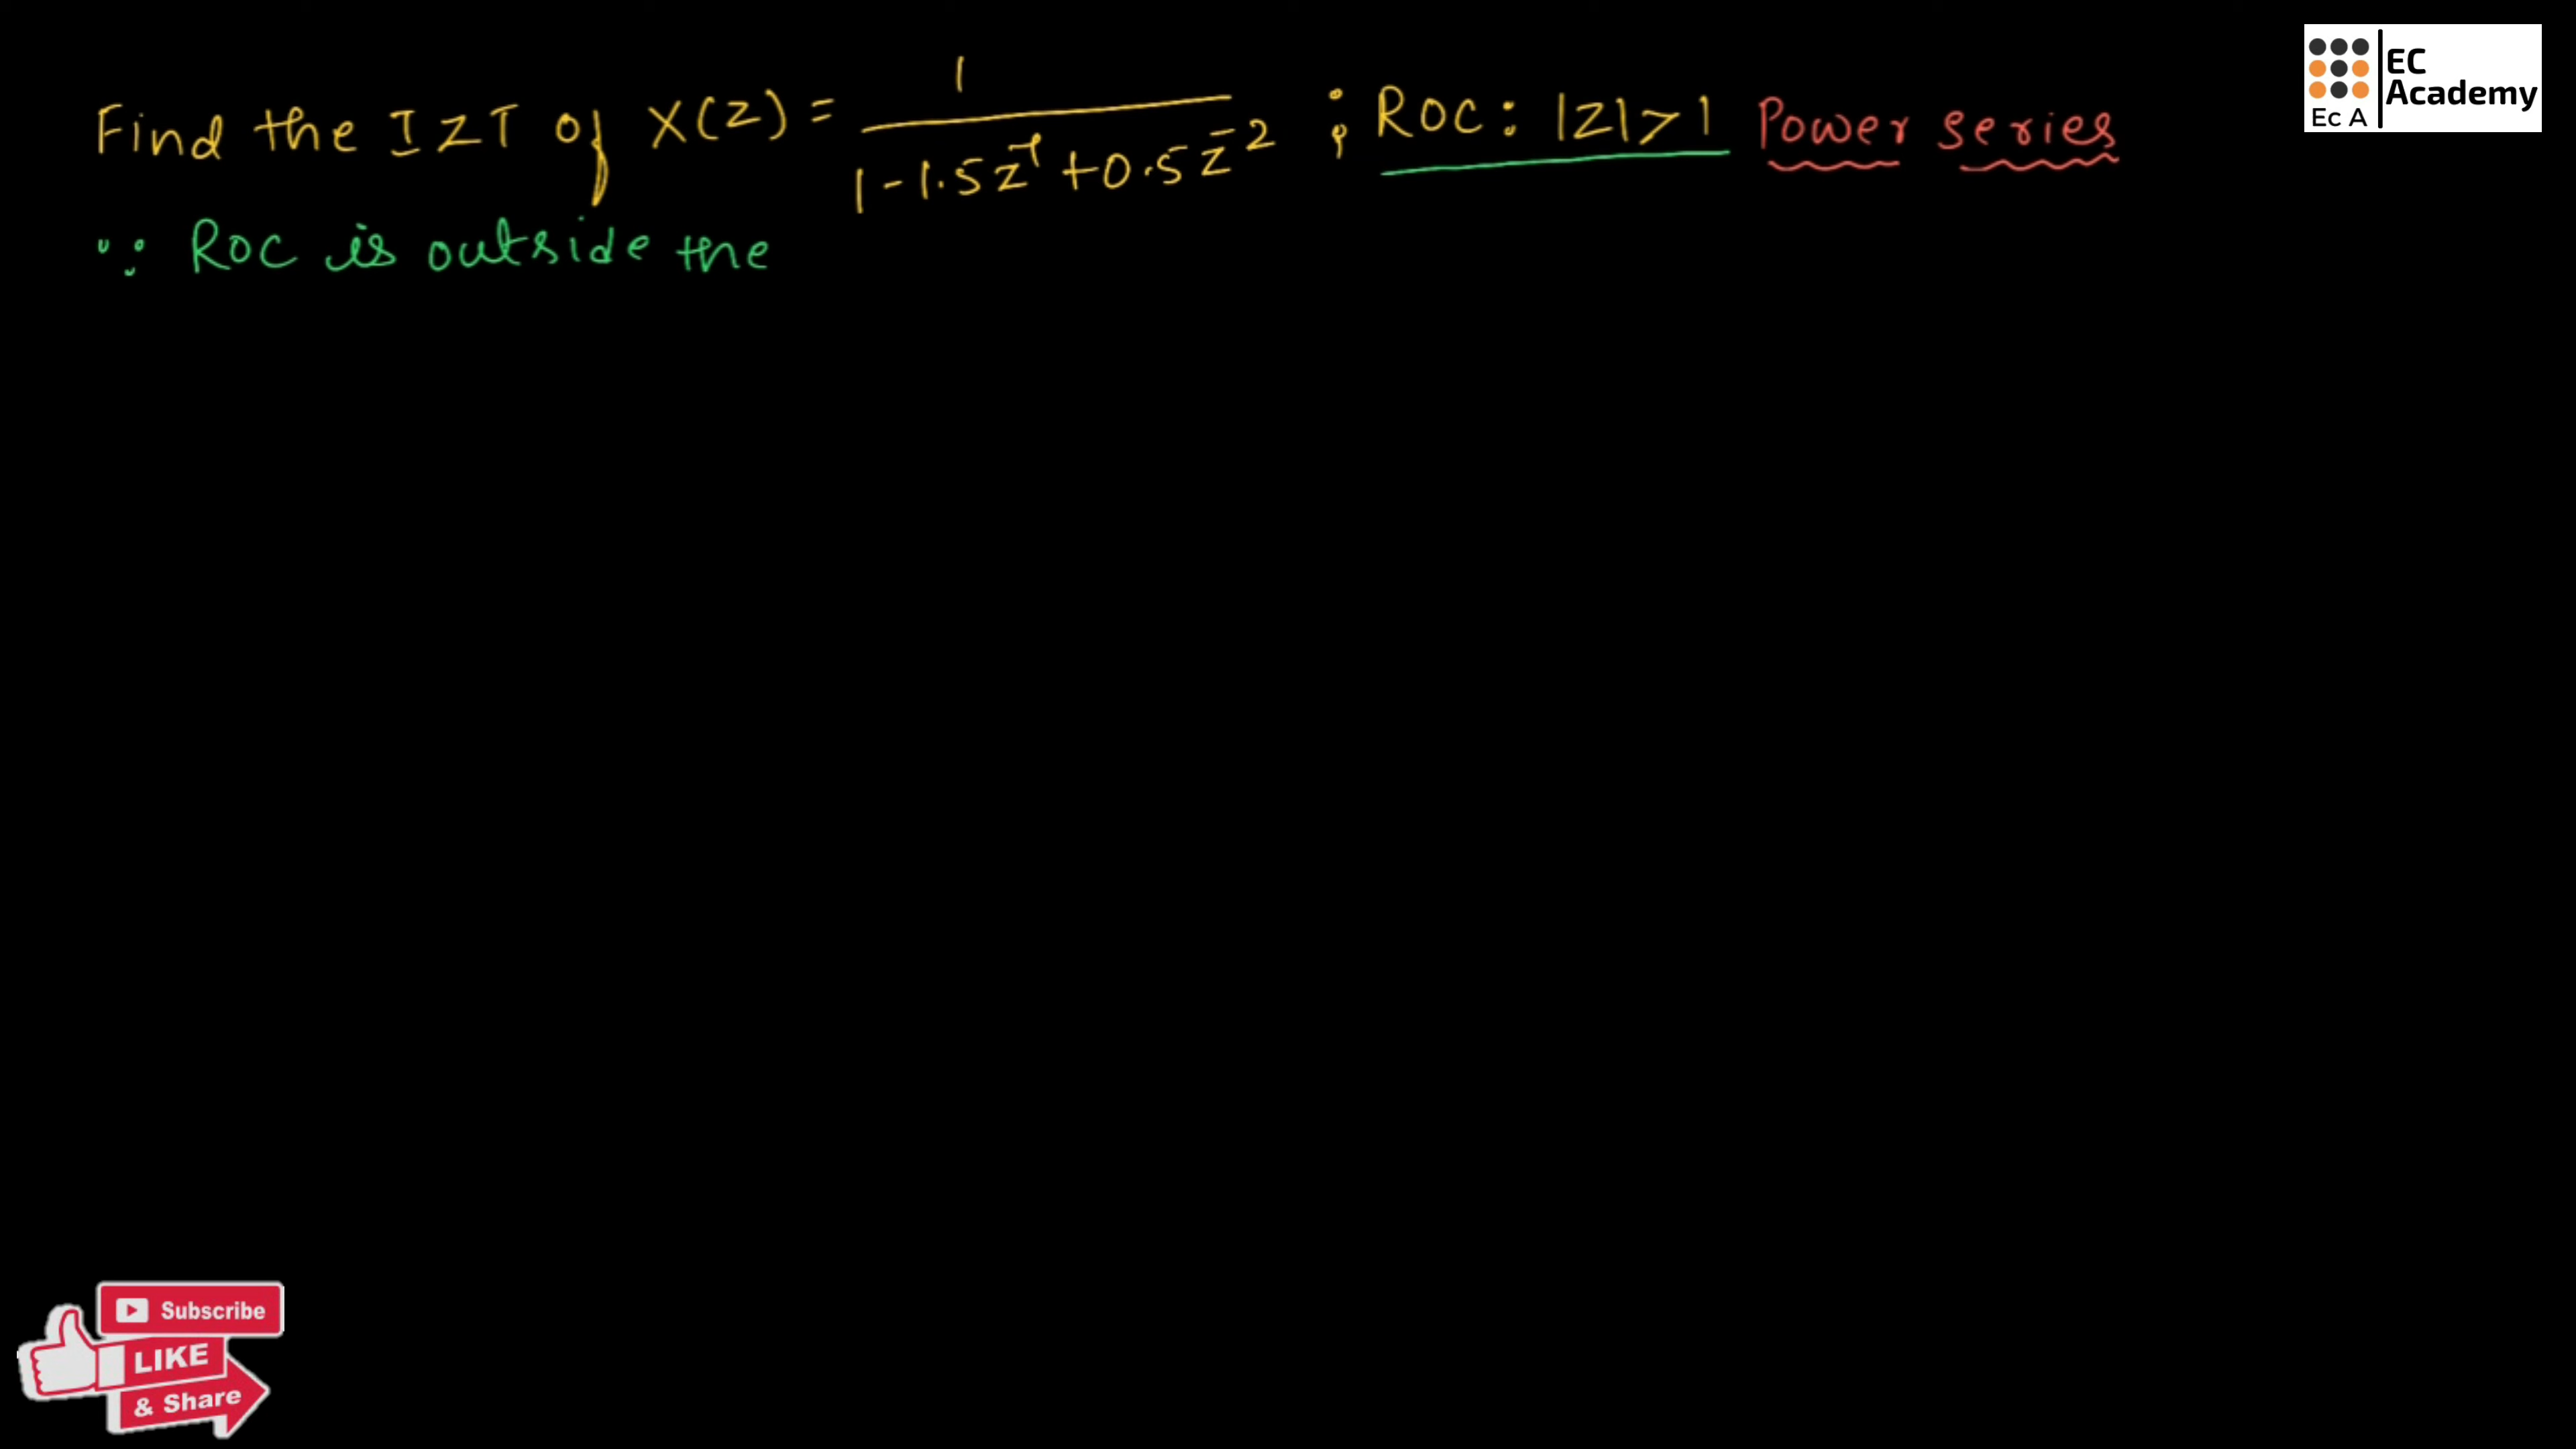 Find the IZT of X(Z) = 1 / 1-1.5z⁻¹+0.5z⁻² ; ROC: |Z|>1 Power series
∵ ROC is outside the
EC
Academy
Ec A
Subscribe
LIKE
& Share